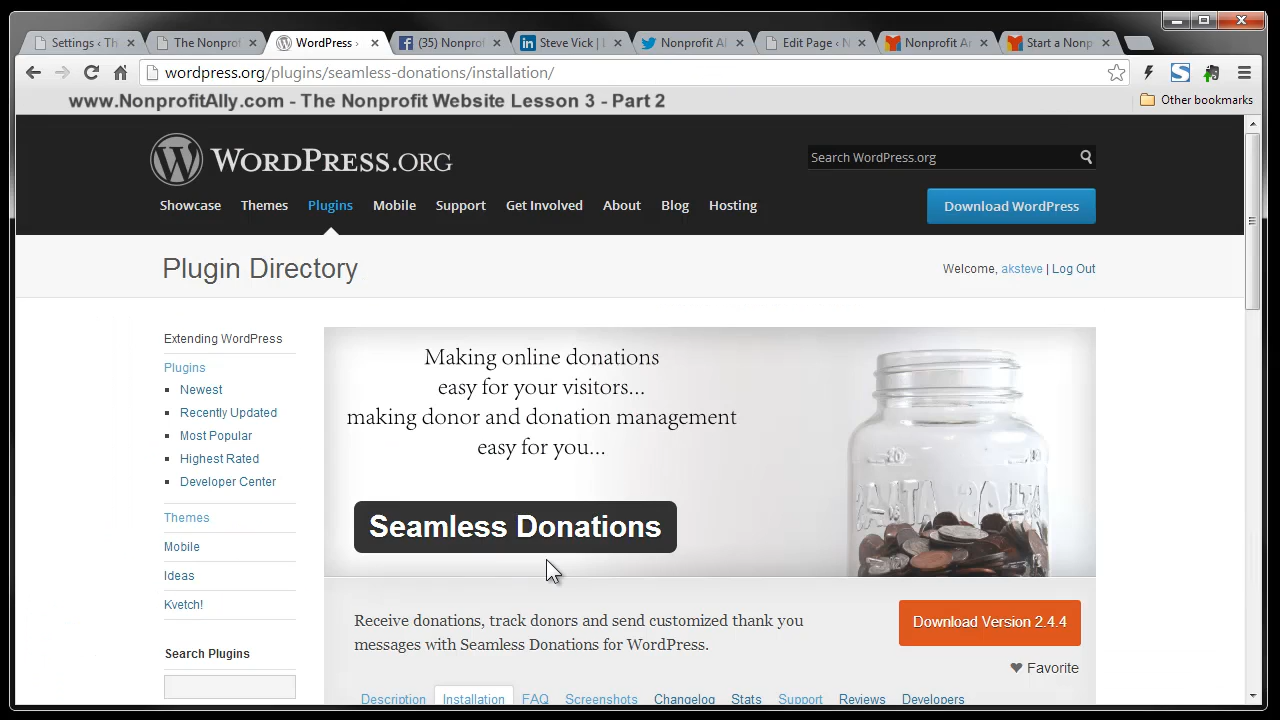 Settings ‹ Th
The Nonprof
WordPress ›
(35) Nonprof
Steve Vick | l
Nonprofit Al
Edit Page ‹ N
Nonprofit Ar
Start a Nonp
wordpress.org/plugins/seamless-donations/installation/
www.NonprofitAlly.com - The Nonprofit Website Lesson 3 - Part 2
Other bookmarks
WORDPRESS.ORG
Search WordPress.org
Showcase Themes Plugins Mobile Support Get Involved About Blog Hosting
Download WordPress
Plugin Directory
Welcome, aksteve | Log Out
Extending WordPress
Plugins
Newest
Recently Updated
Most Popular
Highest Rated
Developer Center
Themes
Mobile
Ideas
Kvetch!
Search Plugins
Making online donations
easy for your visitors...
making donor and donation management
easy for you...
Seamless Donations
Receive donations, track donors and send customized thank you
messages with Seamless Donations for WordPress.
Download Version 2.4.4
Favorite
Description Installation FAQ Screenshots Changelog Stats Support Reviews Developers